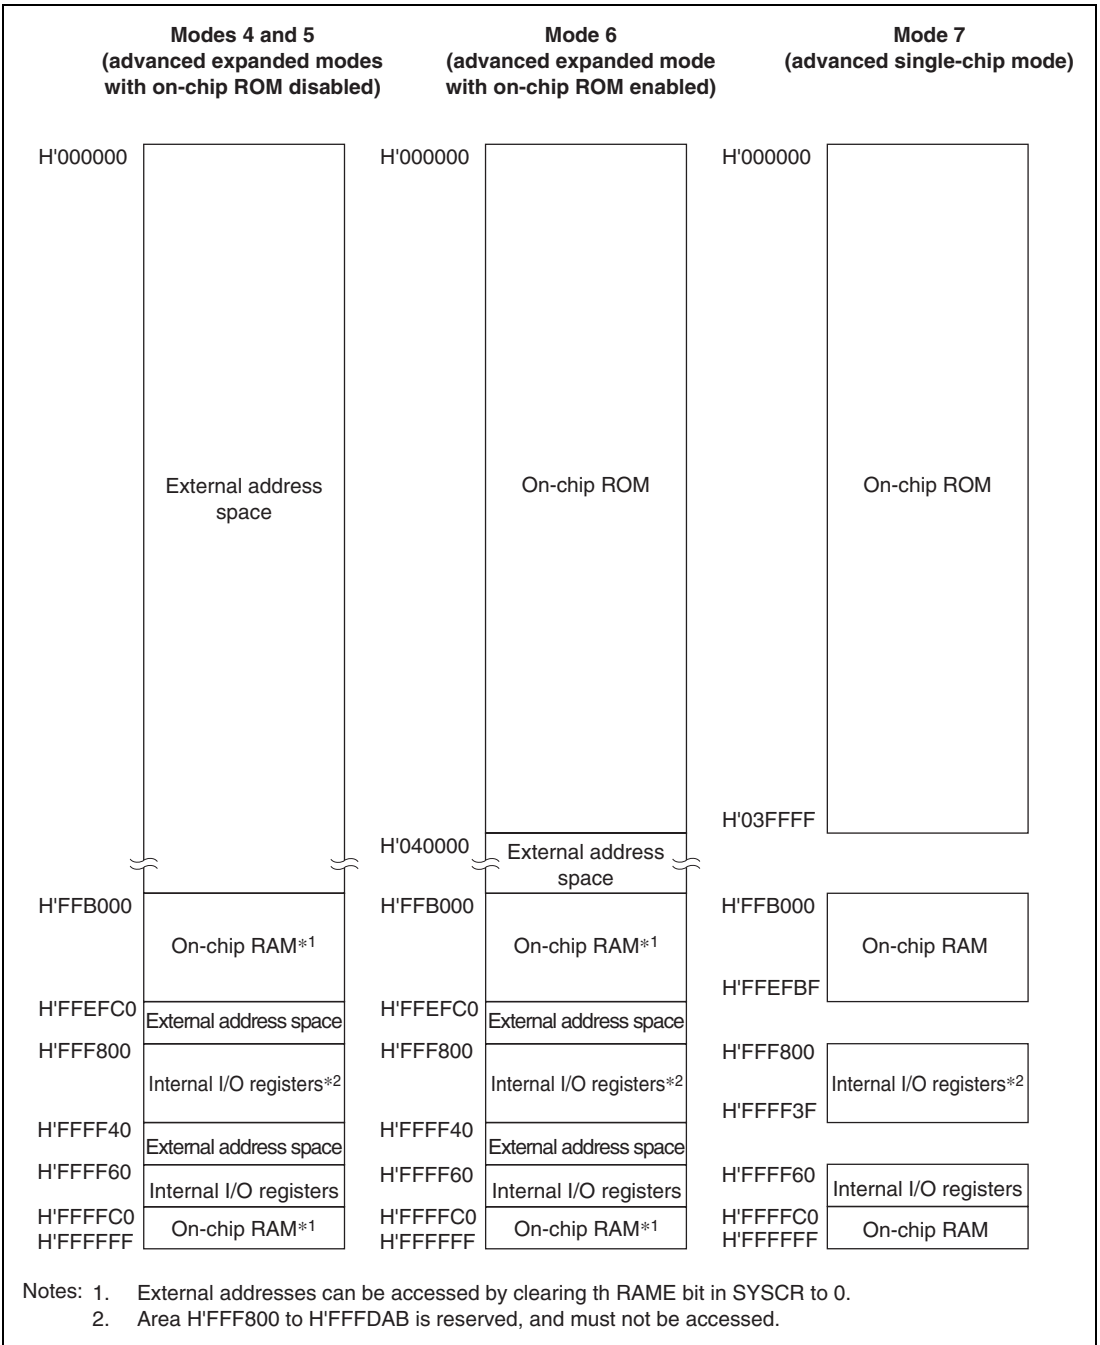 Modes 4 and 5
(advanced expanded modes
with on-chip ROM disabled)
H'000000
External address
space
H'FFB000
On-chip RAM*1
H'FFEFC0
External address space
H'FFF800
Internal I/O registers*2
H'FFFF40
External address space
H'FFFF60
Internal I/O registers
H'FFFFC0
On-chip RAM*1
H'FFFFFF
Mode 6
(advanced expanded mode
with on-chip ROM enabled)
H'000000
On-chip ROM
H'040000
External address
space
H'FFB000
On-chip RAM*1
H'FFEFC0
External address space
H'FFF800
Internal I/O registers*2
H'FFFF40
External address space
H'FFFF60
Internal I/O registers
H'FFFFC0
On-chip RAM*1
H'FFFFFF
Mode 7
(advanced single-chip mode)
H'000000
On-chip ROM
H'03FFFF
H'FFB000
On-chip RAM
H'FFEFBF
H'FFF800
Internal I/O registers*2
H'FFFF3F
H'FFFF60
Internal I/O registers
H'FFFFC0
On-chip RAM
H'FFFFFF
Notes: 1. External addresses can be accessed by clearing th RAME bit in SYSCR to 0.
2. Area H'FFF800 to H'FFFDAB is reserved, and must not be accessed.